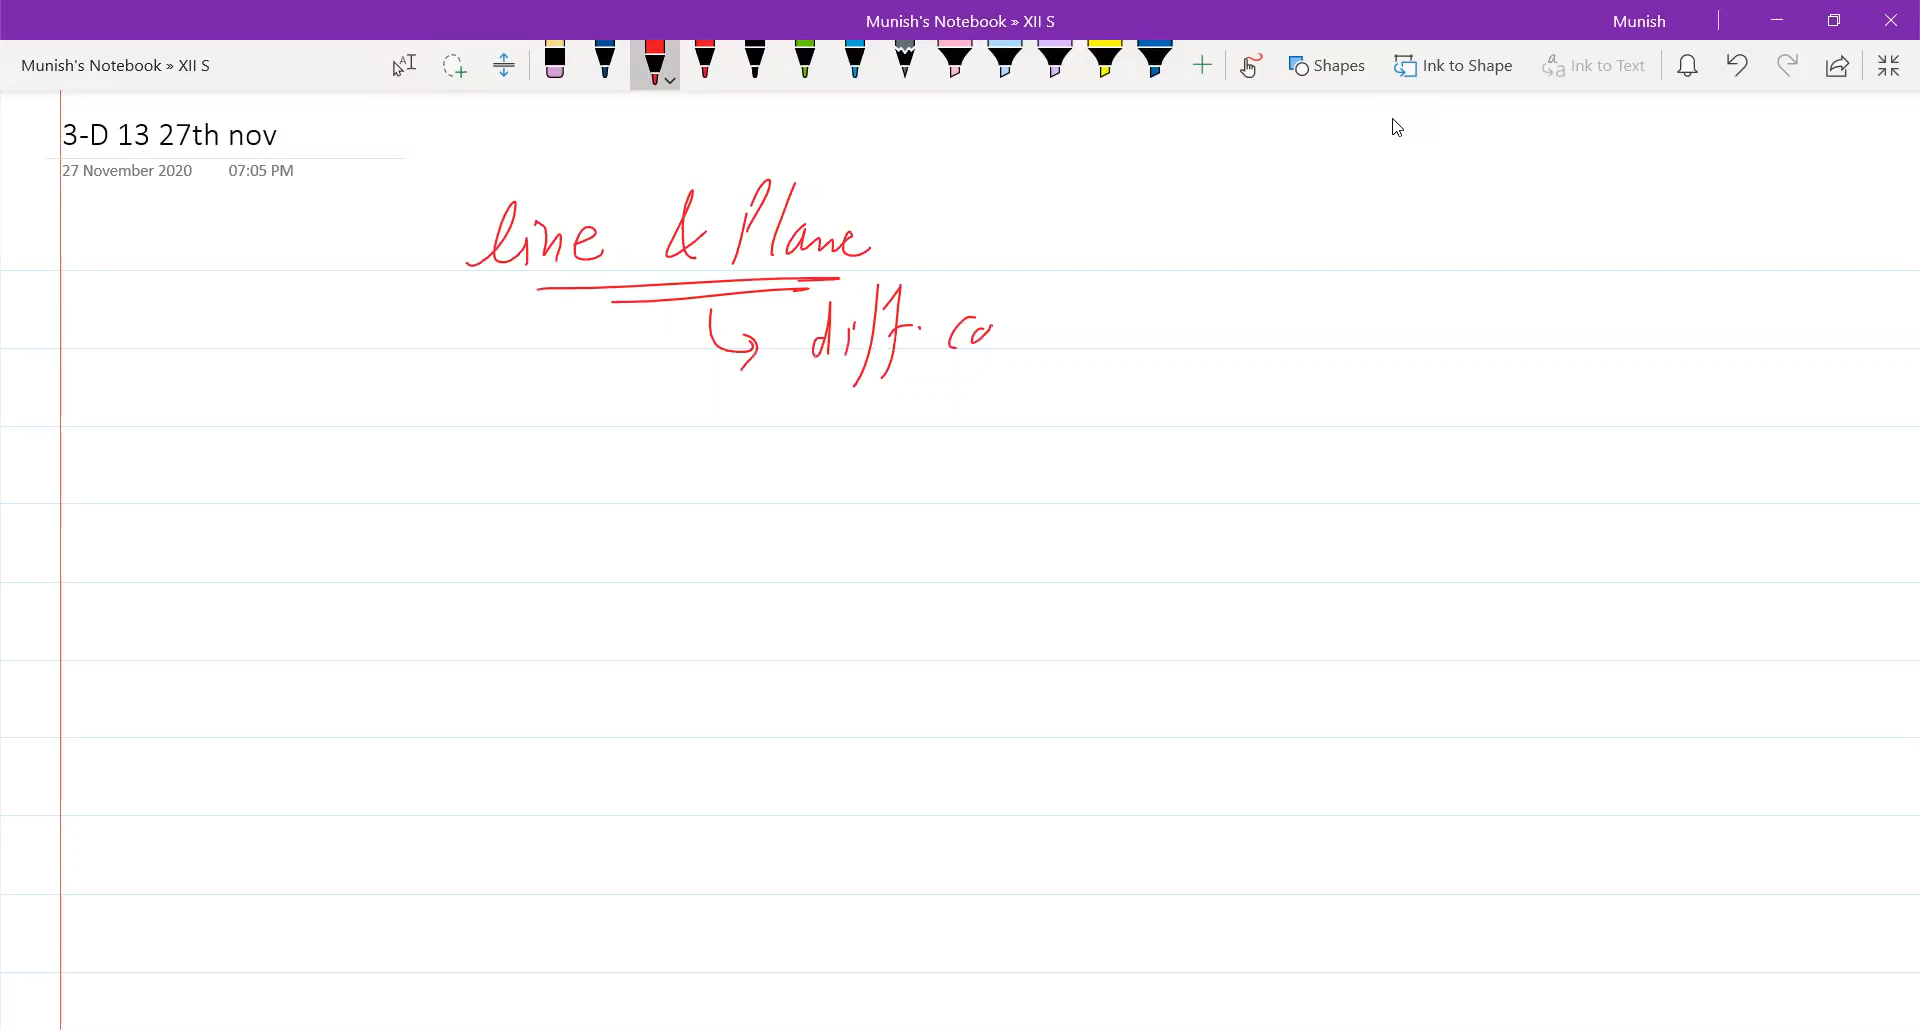 Munish's Notebook » XII S
Munish
Munish's Notebook » XII S
Shapes
Ink to Shape
Ink to Text
3-D 13 27th nov
27 November 2020 07:05 PM
line & Plane
diff. co